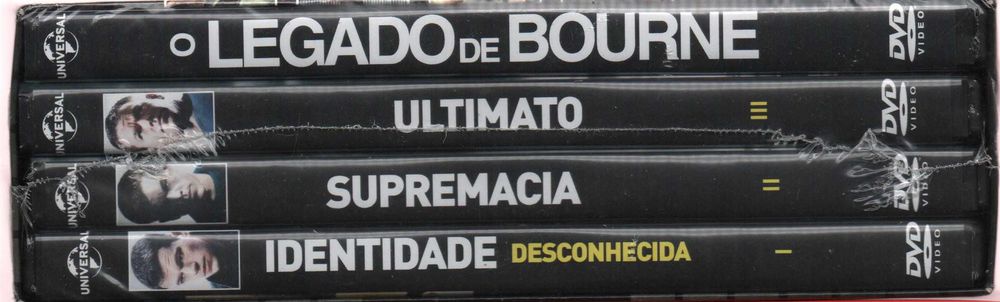 UNIVERSAL O LEGADO DE BOURNE DVD VIDEO
UNIVERSAL ULTIMATO III DVD VIDEO
UNIVERSAL SUPREMACIA II DVD VIDEO
UNIVERSAL IDENTIDADE DESCONHECIDA I DVD VIDEO